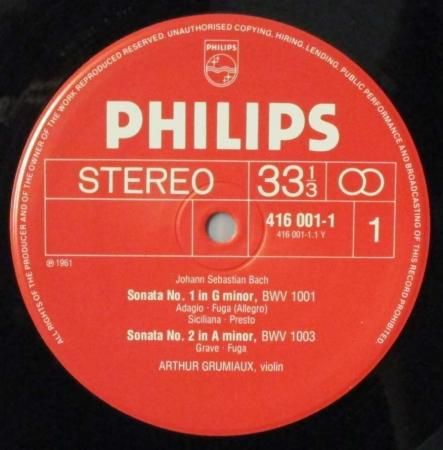 ALL RIGHTS OF THE PRODUCER AND OF THE OWNER OF THE WORK REPRODUCED RESERVED. UNAUTHORISED COPYING, HIRING, LENDING, PUBLIC PERFORMANCE AND BROADCASTING OF THIS RECORD PROHIBITED.
PHILIPS
PHILIPS
STEREO 33 1/3
416 001-1
416 001-1.1 Y
1
℗ 1961
Johann Sebastian Bach
Sonata No. 1 in G minor, BWV 1001
Adagio · Fuga (Allegro)
Siciliana · Presto
Sonata No. 2 in A minor, BWV 1003
Grave · Fuga
ARTHUR GRUMIAUX, violin